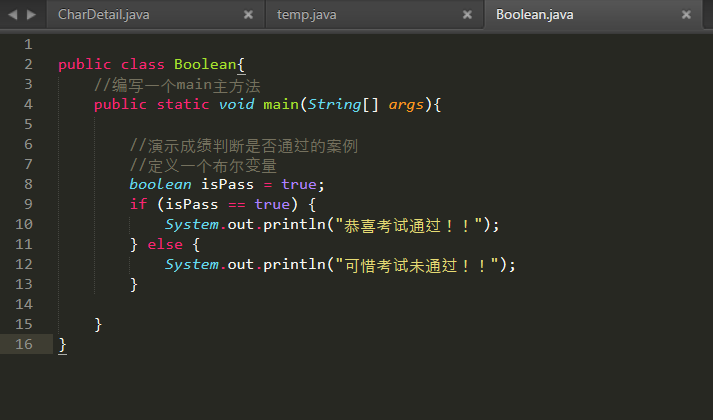 CharDetail.java temp.java Boolean.java
1
2 public class Boolean{
3 //编写一个main主方法
4 public static void main(String[] args){
5
6 //演示成绩判断是否通过的案例
7 //定义一个布尔变量
8 boolean isPass = true;
9 if (isPass == true) {
10 System.out.println("恭喜考试通过！！");
11 } else {
12 System.out.println("可惜考试未通过！！");
13 }
14
15 }
16 }